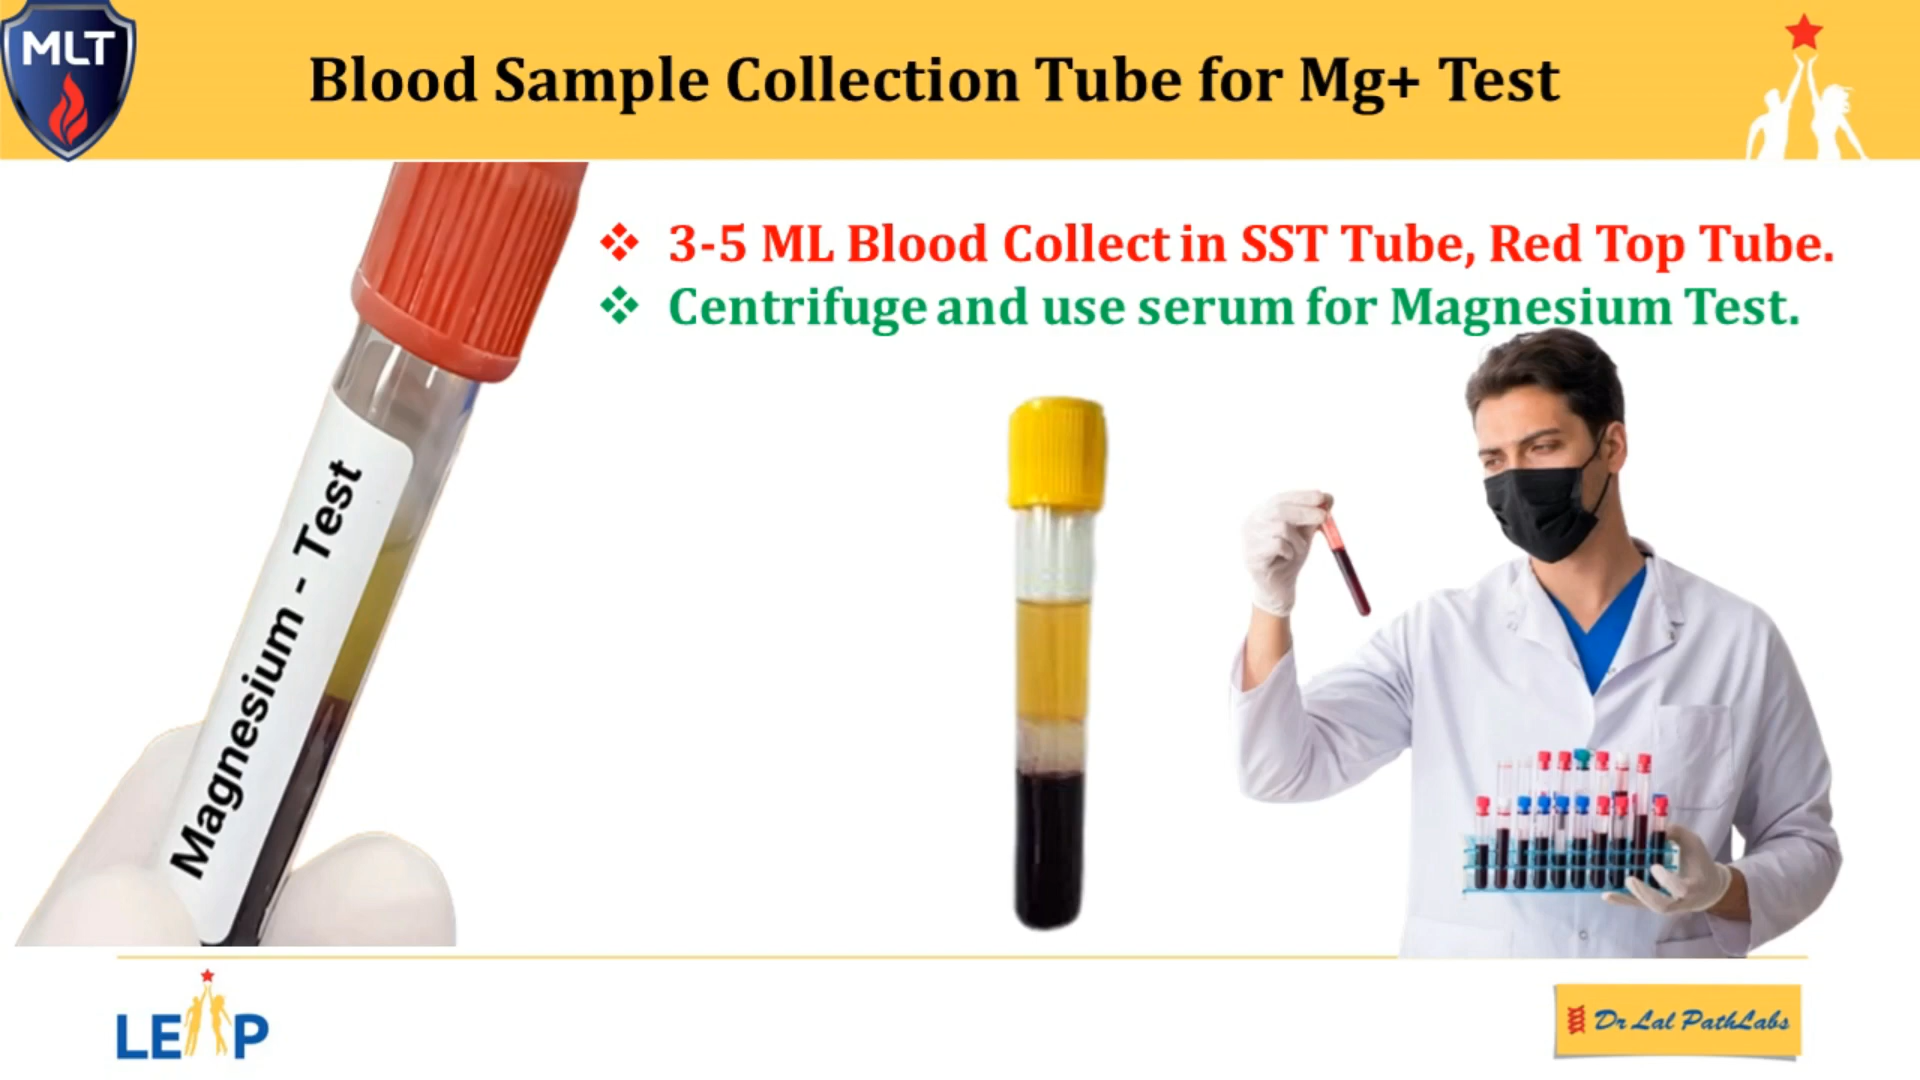 MLT
Blood Sample Collection Tube for Mg+ Test
❖ 3-5 ML Blood Collect in SST Tube, Red Top Tube.
❖ Centrifuge and use serum for Magnesium Test.
Magnesium - Test
LEAP
Dr Lal PathLabs